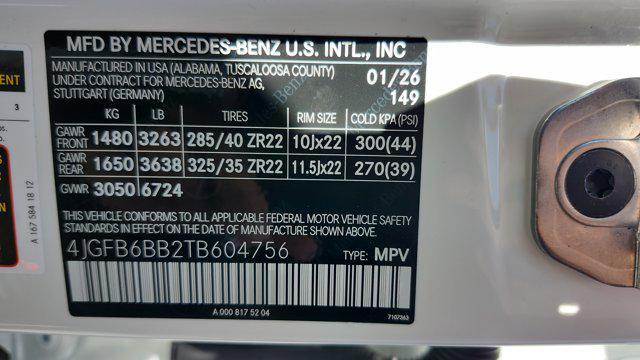 MFD BY MERCEDES-BENZ U.S. INTL., INC
MANUFACTURED IN USA (ALABAMA, TUSCALOOSA COUNTY) 01/26
UNDER CONTRACT FOR MERCEDES-BENZ AG,
STUTTGART (GERMANY) 149
KG LB TIRES RIM SIZE COLD KPA (PSI)
GAWR FRONT 1480 3263 285/40 ZR22 10Jx22 300(44)
GAWR REAR 1650 3638 325/35 ZR22 11.5Jx22 270(39)
GVWR 3050 6724
THIS VEHICLE CONFORMS TO ALL APPLICABLE FEDERAL MOTOR VEHICLE SAFETY
STANDARDS IN EFFECT ON THE DATE OF MANUFACTURE SHOWN ABOVE.
4JGFB6BB2TB604756 TYPE: MPV
A 000 817 52 04
7107363
A 167 584 18 12
3